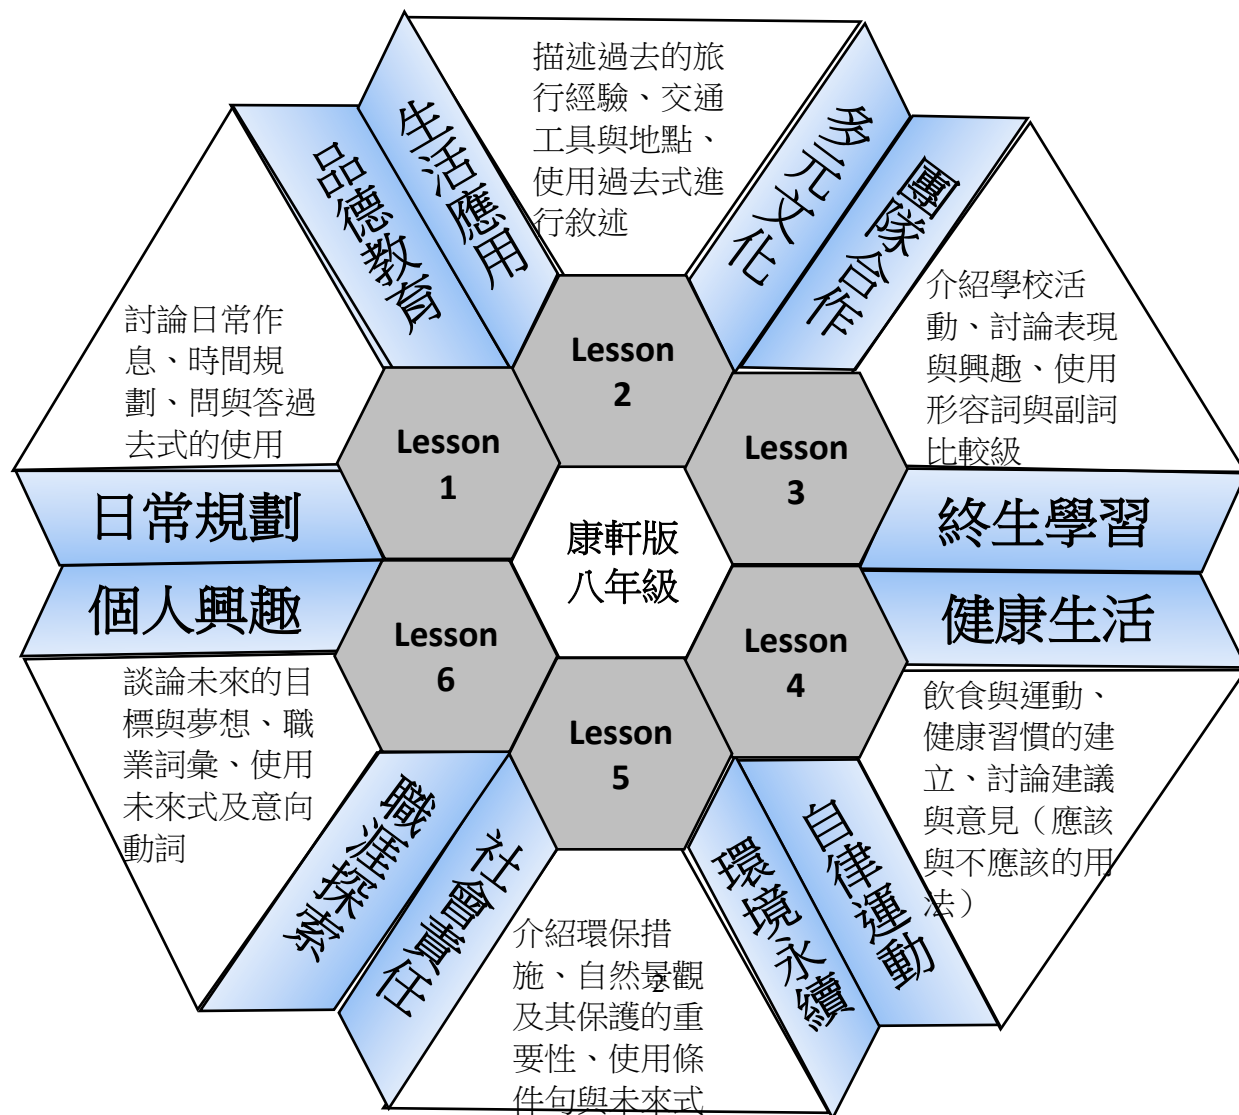 描述過去的旅
行經驗、交通
工具與地點、
使用過去式進
行敘述
生活應用
品德教育
多元文化
團隊合作
討論日常作
息、時間規
劃、問與答過
去式的使用
介紹學校活
動、討論表現
與興趣、使用
形容詞與副詞
比較級
Lesson
2
Lesson
1
Lesson
3
日常規劃
終生學習
康軒版
八年級
個人興趣
健康生活
Lesson
6
Lesson
4
Lesson
5
談論未來的目
標與夢想、職
業詞彙、使用
未來式及意向
動詞
飲食與運動、
健康習慣的建
立、討論建議
與意見（應該
與不應該的用
法）
職涯探索
社會責任
環境永續
自律運動
介紹環保措
施、自然景觀
及其保護的重
要性、使用條
件句與未來式
2